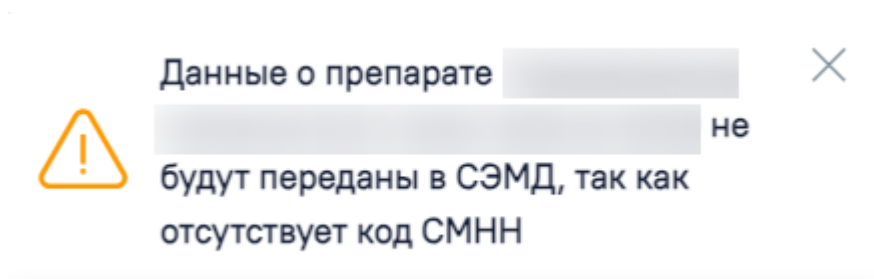 Данные о препарате
не
будут переданы в СЭМД, так как
отсутствует код СМНН